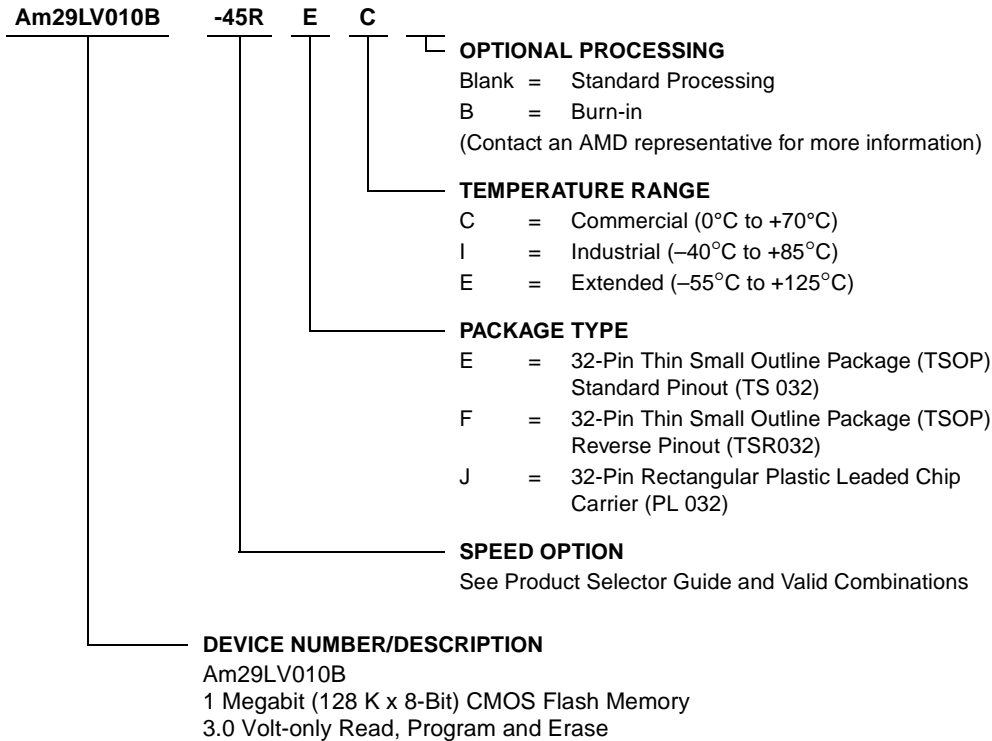 Am29LV010B -45R E C
OPTIONAL PROCESSING
Blank = Standard Processing
B = Burn-in
(Contact an AMD representative for more information)
TEMPERATURE RANGE
C = Commercial (0°C to +70°C)
I = Industrial (–40°C to +85°C)
E = Extended (–55°C to +125°C)
PACKAGE TYPE
E = 32-Pin Thin Small Outline Package (TSOP)
Standard Pinout (TS 032)
F = 32-Pin Thin Small Outline Package (TSOP)
Reverse Pinout (TSR032)
J = 32-Pin Rectangular Plastic Leaded Chip
Carrier (PL 032)
SPEED OPTION
See Product Selector Guide and Valid Combinations
DEVICE NUMBER/DESCRIPTION
Am29LV010B
1 Megabit (128 K x 8-Bit) CMOS Flash Memory
3.0 Volt-only Read, Program and Erase